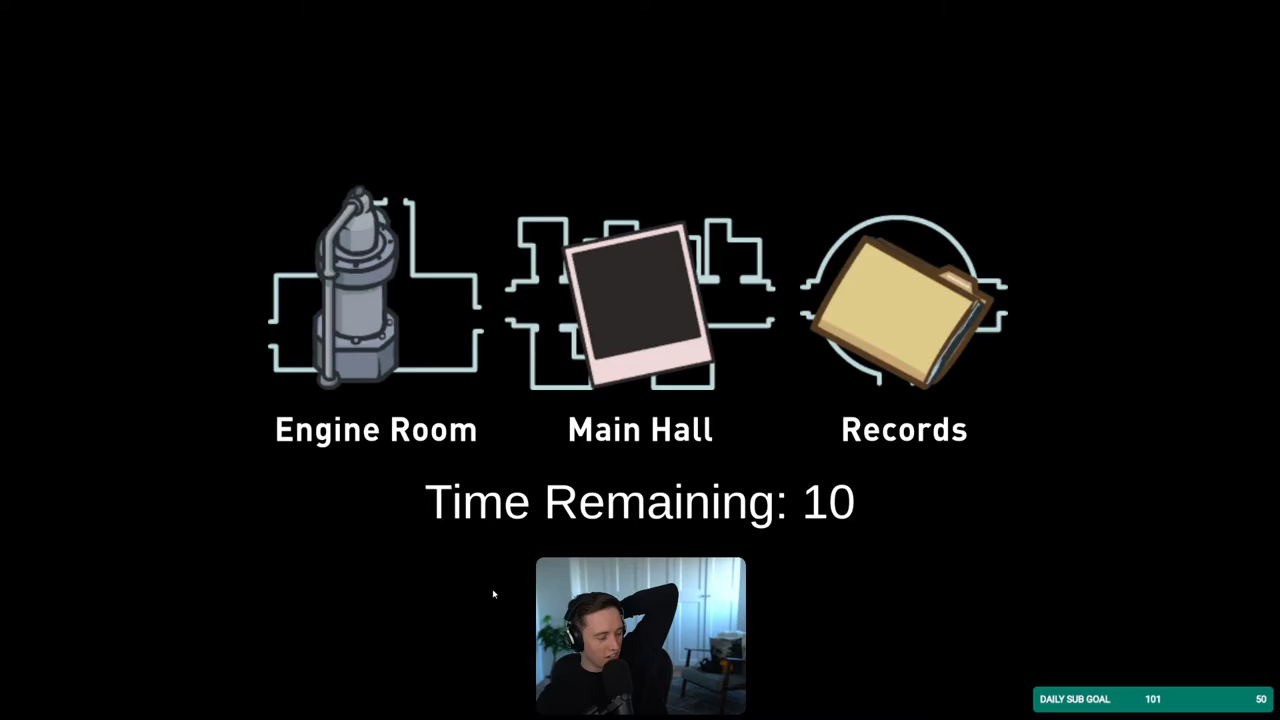 Engine Room
Main Hall
Records
Time Remaining: 10
DAILY SUB GOAL 101 50